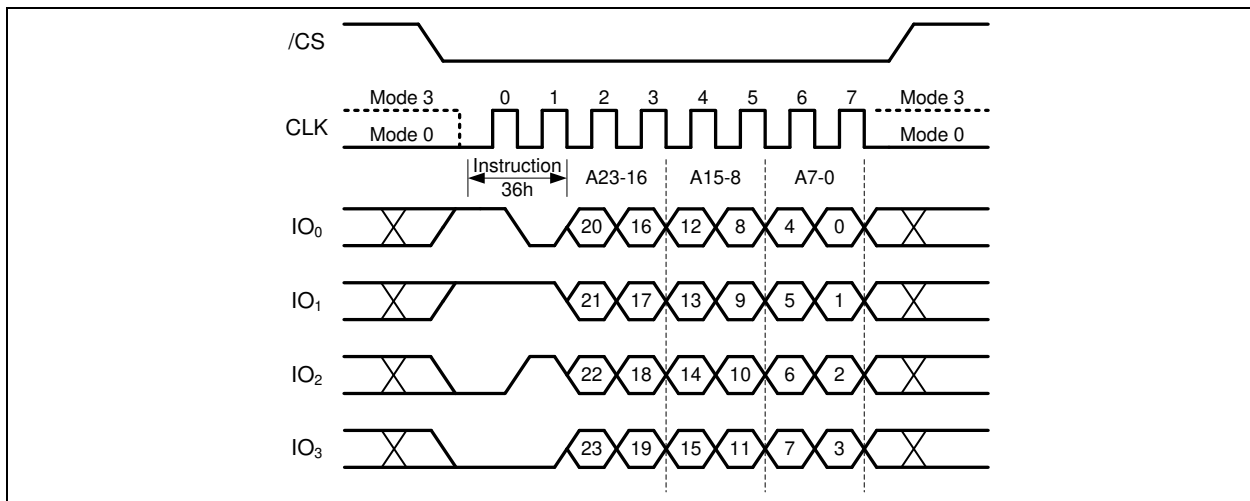 /CS
Mode 3 0 1 2 3 4 5 6 7 Mode 3
CLK
Mode 0 Mode 0
Instruction
36h
A23-16 A15-8 A7-0
IO₀ 20 16 12 8 4 0
IO₁ 21 17 13 9 5 1
IO₂ 22 18 14 10 6 2
IO₃ 23 19 15 11 7 3